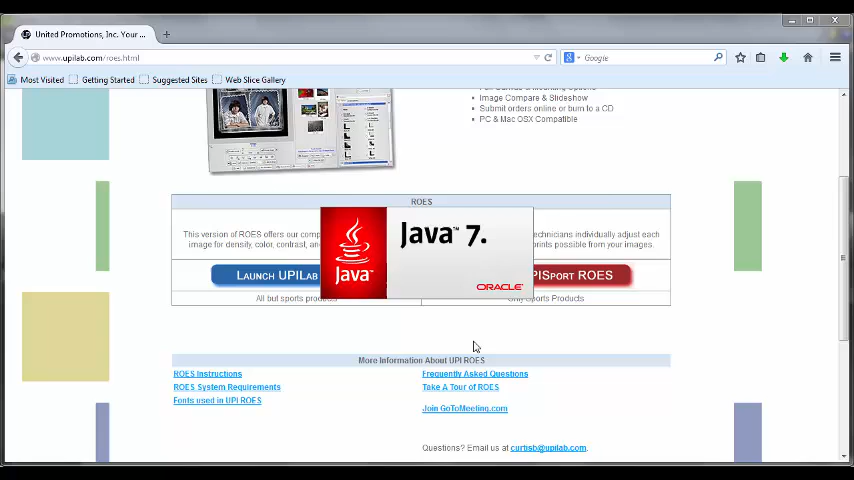 United Promotions, Inc. Your ...
www.upilab.com/roes.html
Google
Most Visited
Getting Started
Suggested Sites
Web Slice Gallery
Image Compare & Slideshow
Submit orders online or burn to a CD
PC & Mac OSX Compatible
ROES
This version of ROES offers our comp
technicians individually adjust each
image for density, color, contrast, an
prints possible from your images.
Java™
Java™ 7.
ORACLE
LAUNCH UPILAB
PISPORT ROES
All but sports produ
Only Sports Products
More Information About UPI ROES
ROES Instructions
Frequently Asked Questions
ROES System Requirements
Take A Tour of ROES
Fonts used in UPI ROES
Join GoToMeeting.com
Questions? Email us at curtisb@upilab.com.